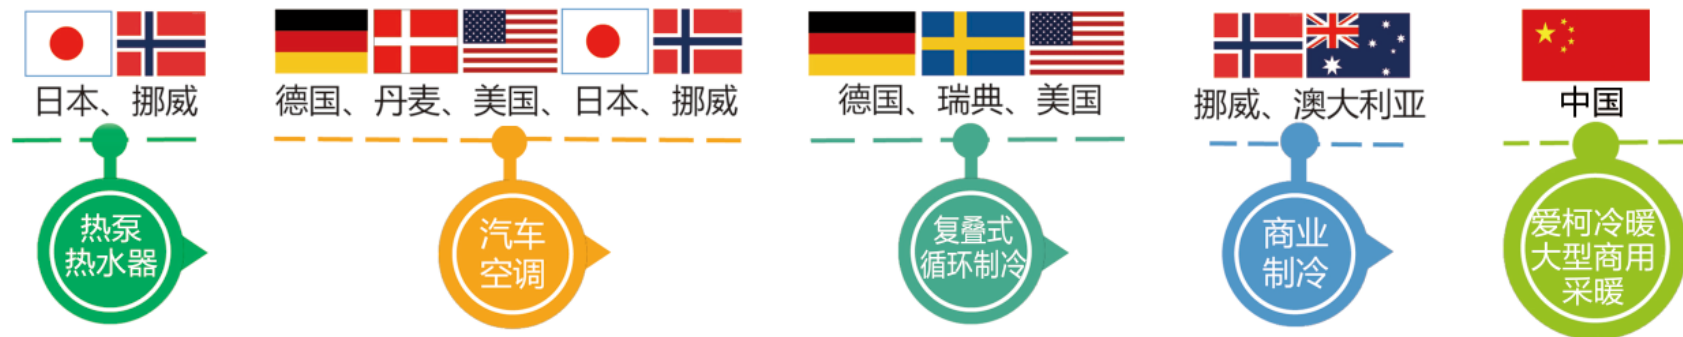 日本、挪威
德国、丹麦、美国、日本、挪威
德国、瑞典、美国
挪威、澳大利亚
中国
热泵
热水器
汽车
空调
复叠式
循环制冷
商业
制冷
爱柯冷暖
大型商用
采暖